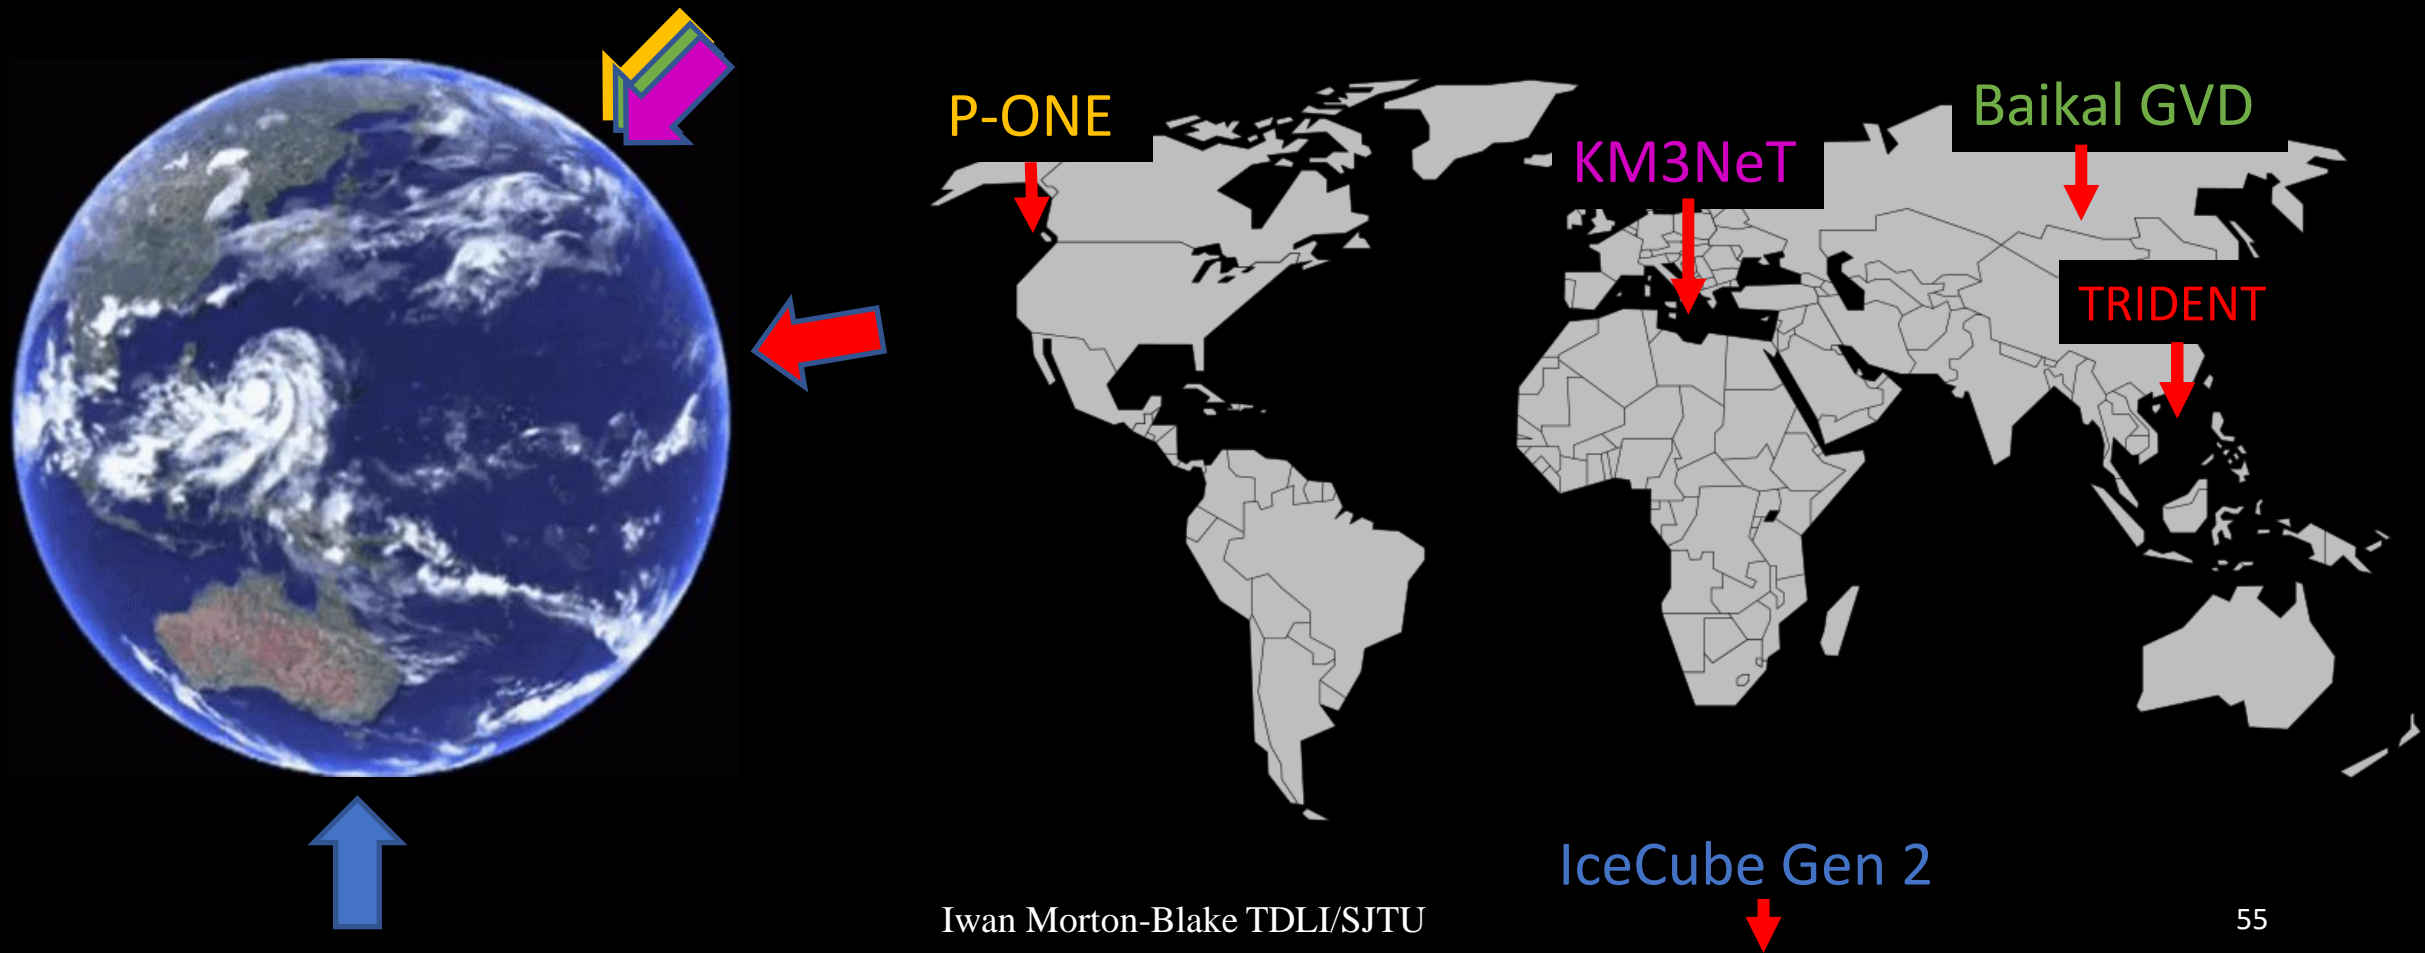 P-ONE
Baikal GVD
KM3NeT
TRIDENT
IceCube Gen 2
Iwan Morton-Blake TDLI/SJTU
55